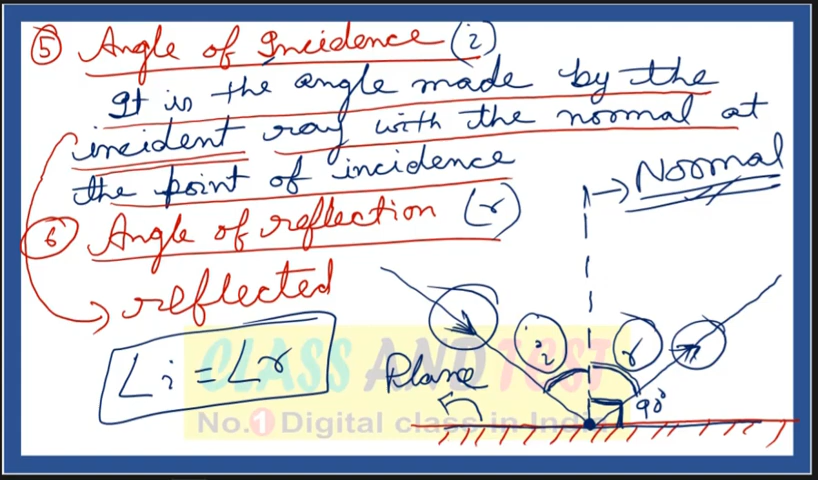 ⑤ Angle of Incidence (i)
It is the angle made by the
incident ray with the normal at
the point of incidence
→ Normal
⑥ Angle of reflection (r)
→ reflected
∠i = ∠r
i r
Plane
90°
CLASS AND TEST
No.1 Digital class in India